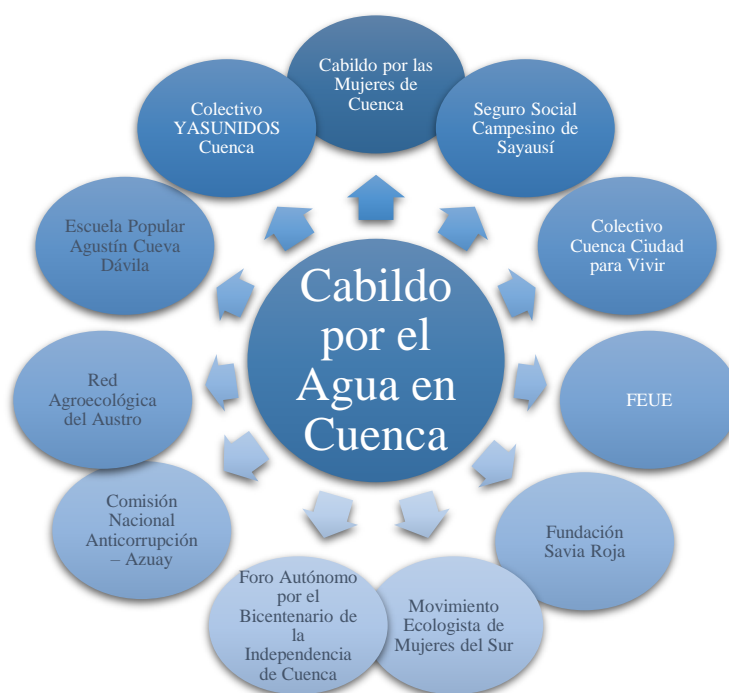 Cabildo por las
Mujeres de
Cuenca
Seguro Social
Campesino de
Sayausí
Colectivo
Cuenca Ciudad
para Vivir
FEUE
Fundación
Savia Roja
Movimiento
Ecologista de
Mujeres del Sur
Foro Autónomo
por el
Bicentenario de
la
Independencia
de Cuenca
Comisión
Nacional
Anticorrupción
– Azuay
Red
Agroecológica
del Austro
Escuela Popular
Agustín Cueva
Dávila
Colectivo
YASUNIDOS
Cuenca
Cabildo
por el
Agua en
Cuenca